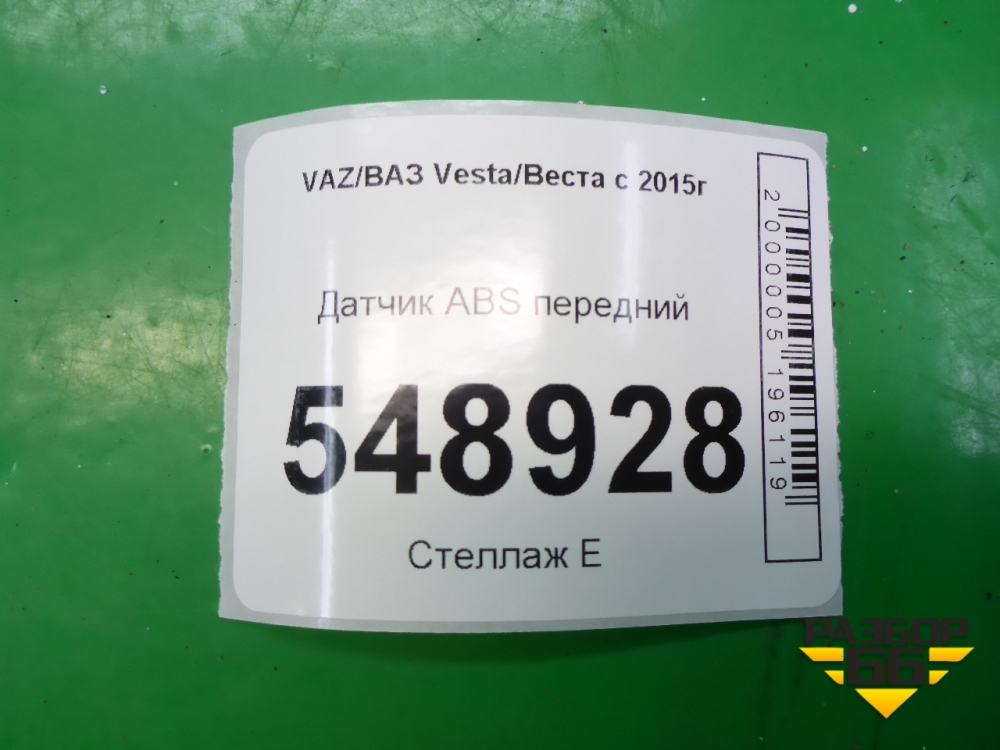 VAZ/ВАЗ Vesta/Веста с 2015г
Датчик ABS передний
548928
Стеллаж Е
2000005196119
РАЗБОР
66